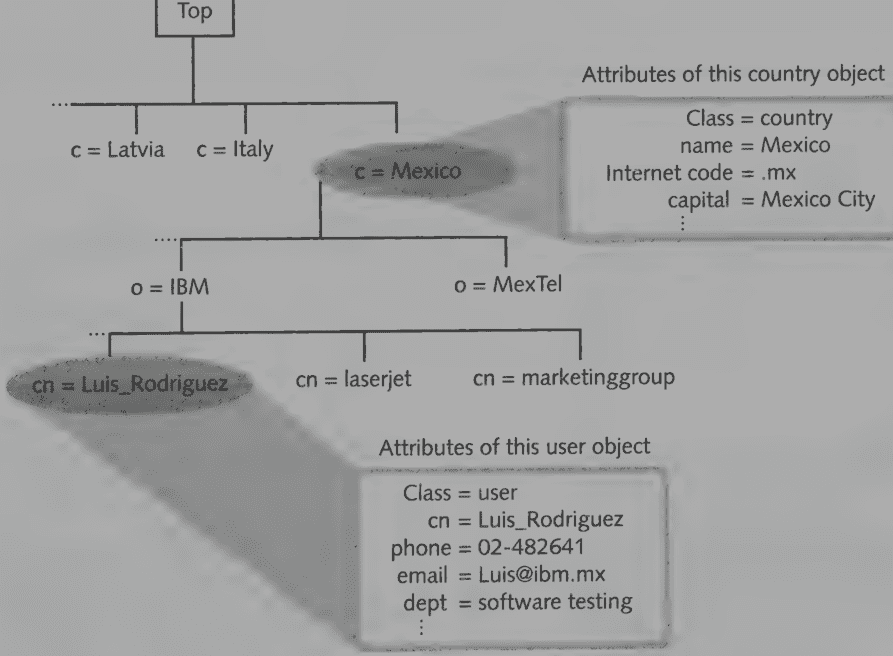 Top
Attributes of this country object
c = Latvia c = Italy
c = Mexico
Class = country
name = Mexico
Internet code = .mx
capital = Mexico City
o = IBM
o = MexTel
cn = Luis_Rodriguez
cn = laserjet
cn = marketinggroup
Attributes of this user object
Class = user
cn = Luis_Rodriguez
phone = 02-482641
email = Luis@ibm.mx
dept = software testing